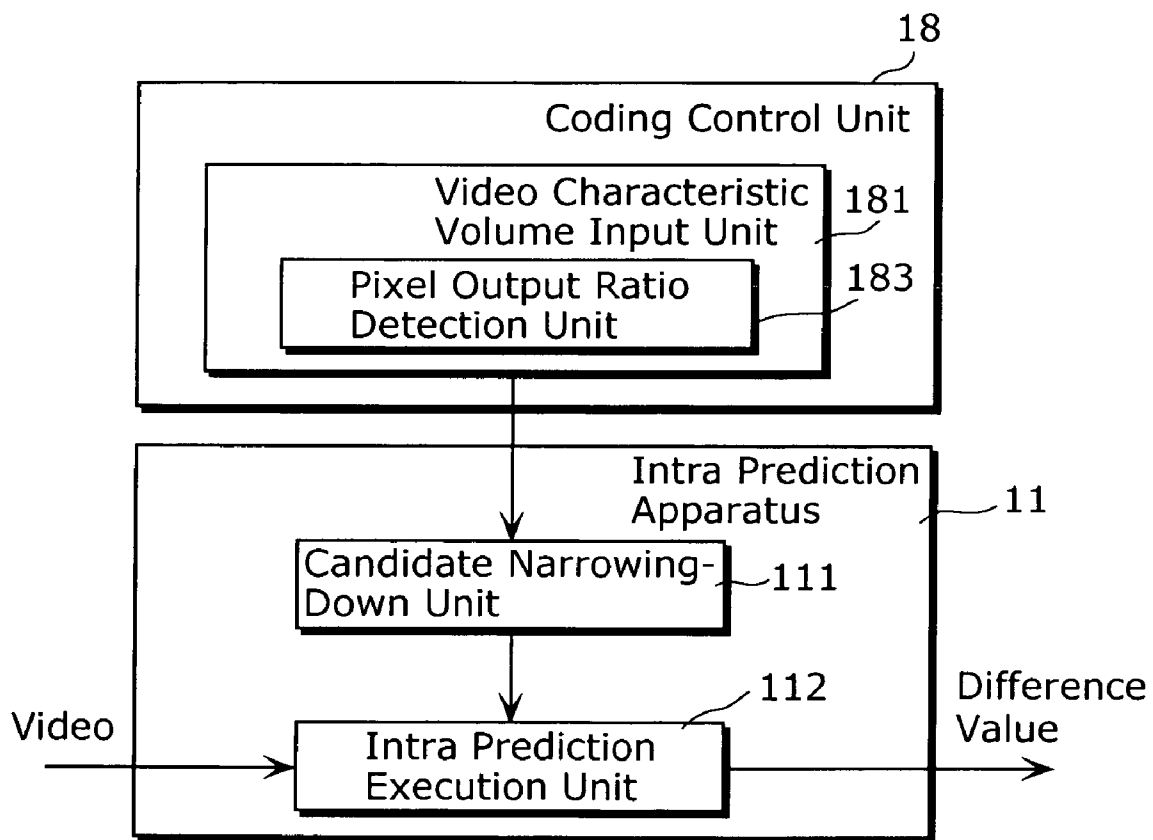 18
Coding Control Unit
Video Characteristic
Volume Input Unit
181
Pixel Output Ratio
Detection Unit
183
Intra Prediction
Apparatus
11
Candidate Narrowing-
Down Unit
111
112
Video
Intra Prediction
Execution Unit
Difference
Value